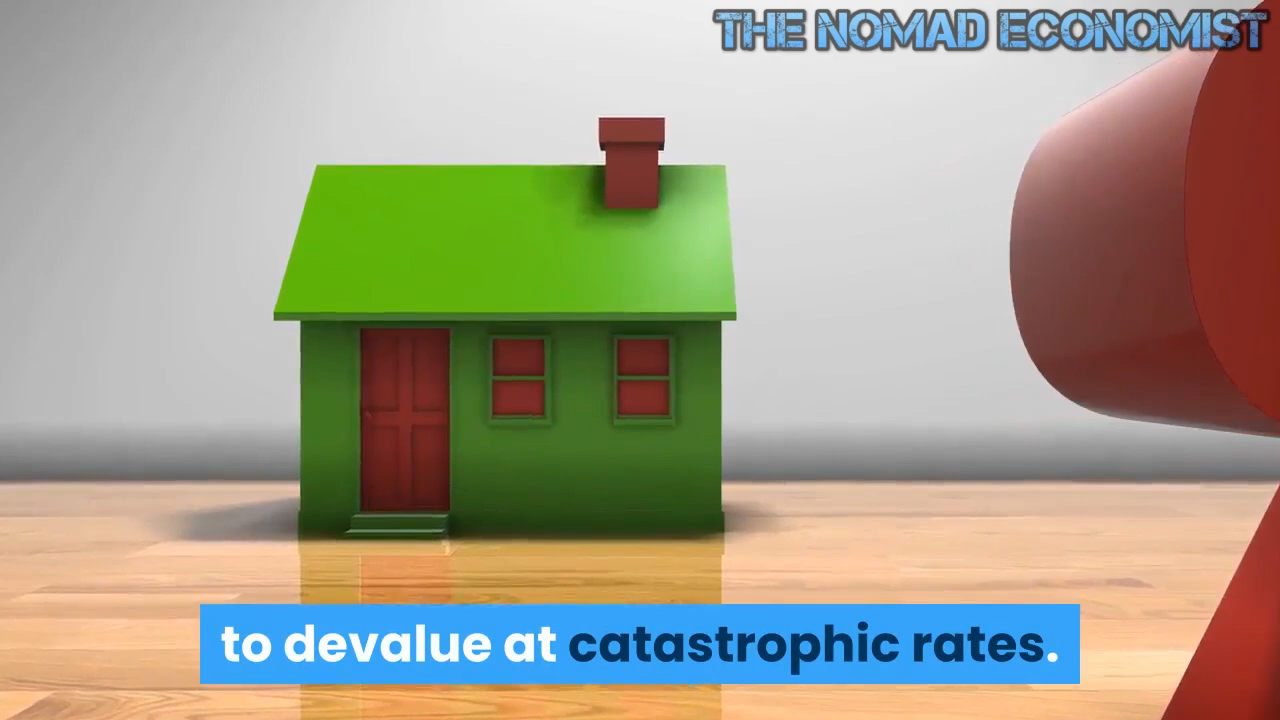 THE NOMAD ECONOMIST
to devalue at catastrophic rates.